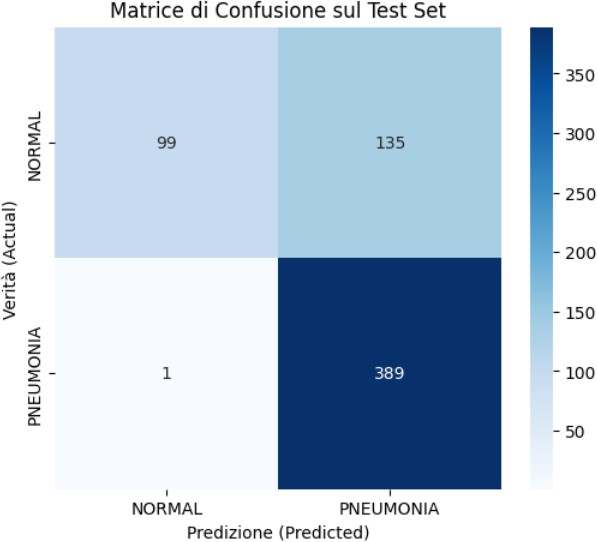 Matrice di Confusione sul Test Set
NORMAL
99
135
350
300
250
200
150
100
50
Verità (Actual)
PNEUMONIA
1
389
NORMAL
PNEUMONIA
Predizione (Predicted)